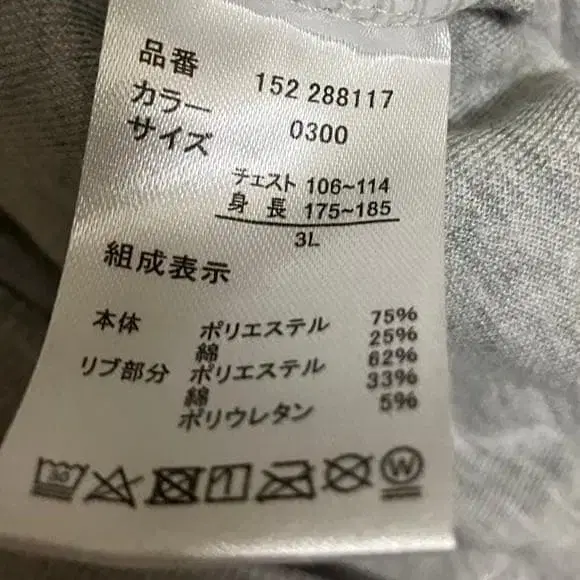 品番 152 288117
カラー 0300
サイズ
チェスト 106~114
身長 175~185
3L
組成表示
本体 ポリエステル 75%
綿 25%
リブ部分 ポリエステル 62%
綿 33%
ポリウレタン 5%
30
W